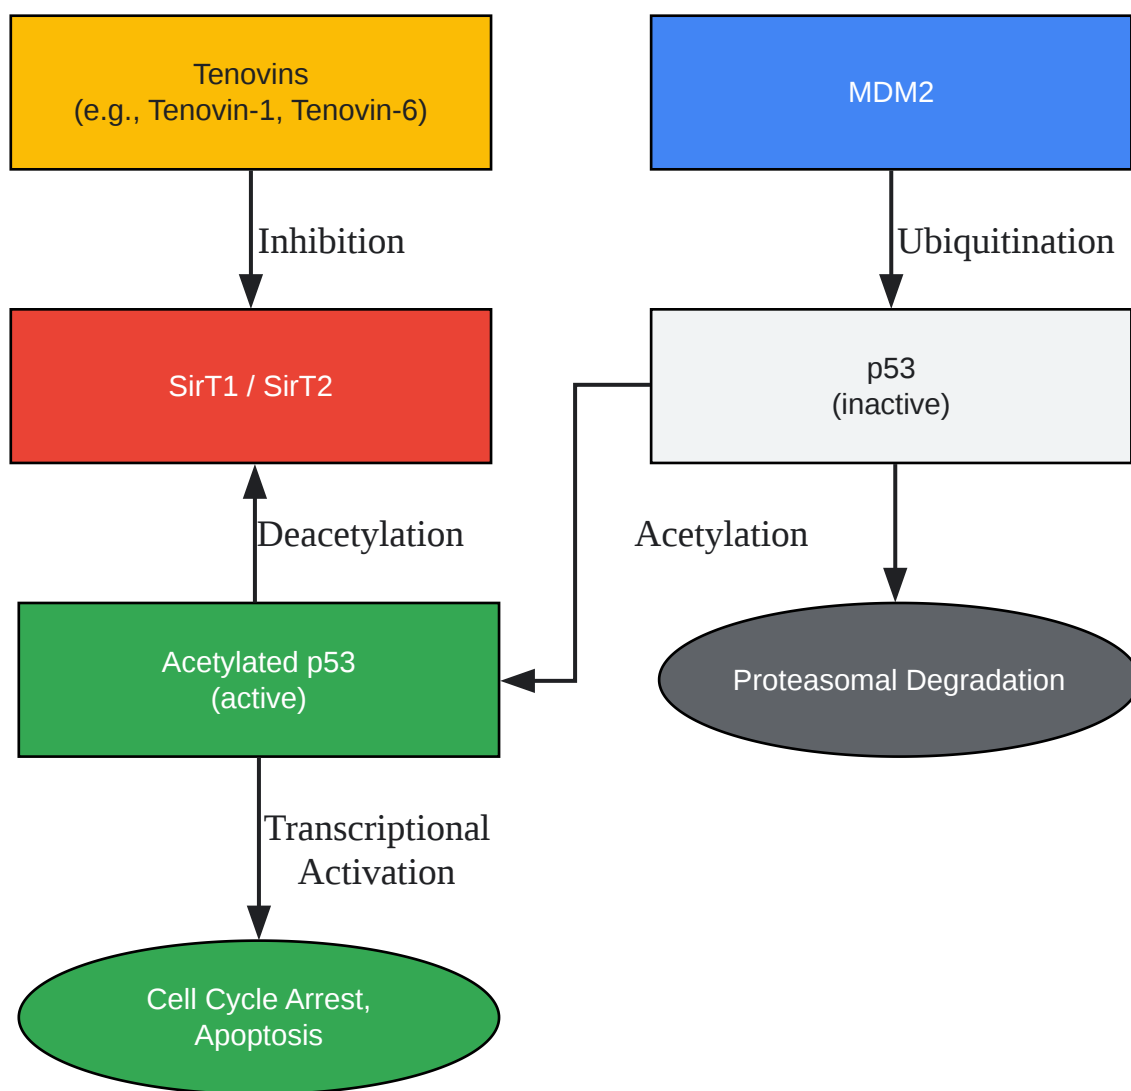 Tenovins
(e.g., Tenovin-1, Tenovin-6)
MDM2
Inhibition
Ubiquitination
SirT1 / SirT2
p53
(inactive)
Deacetylation
Acetylation
Acetylated p53
(active)
Proteasomal Degradation
Transcriptional
Activation
Cell Cycle Arrest,
Apoptosis